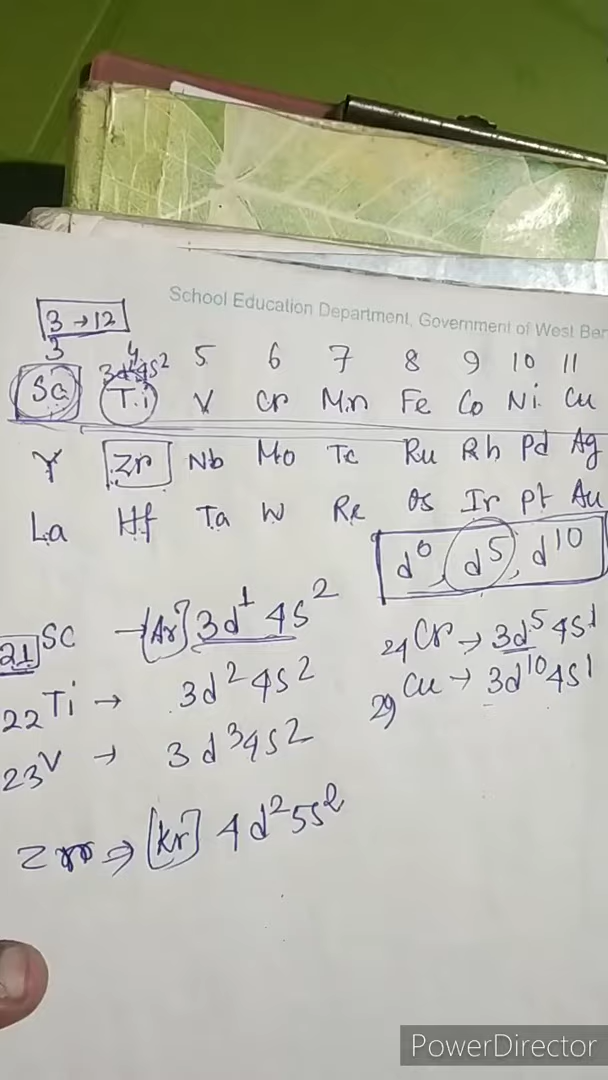 School Education Department, Government of West Ber
3 → 12
3 4 5 6 7 8 9 10 11
4s²
Sc Ti V Cr Mn Fe Co Ni Cu
Y Zr Nb Mo Tc Ru Rh Pd Ag
La Hf Ta W Re Os Ir Pt Au
d⁰, d⁵, d¹⁰
21Sc → [Ar] 3d¹ 4s²
24Cr → 3d⁵ 4s¹
22Ti → 3d² 4s²
29Cu → 3d¹⁰ 4s¹
23V → 3d³ 4s²
Zr ⇒ [Kr] 4d² 5s²
PowerDirector